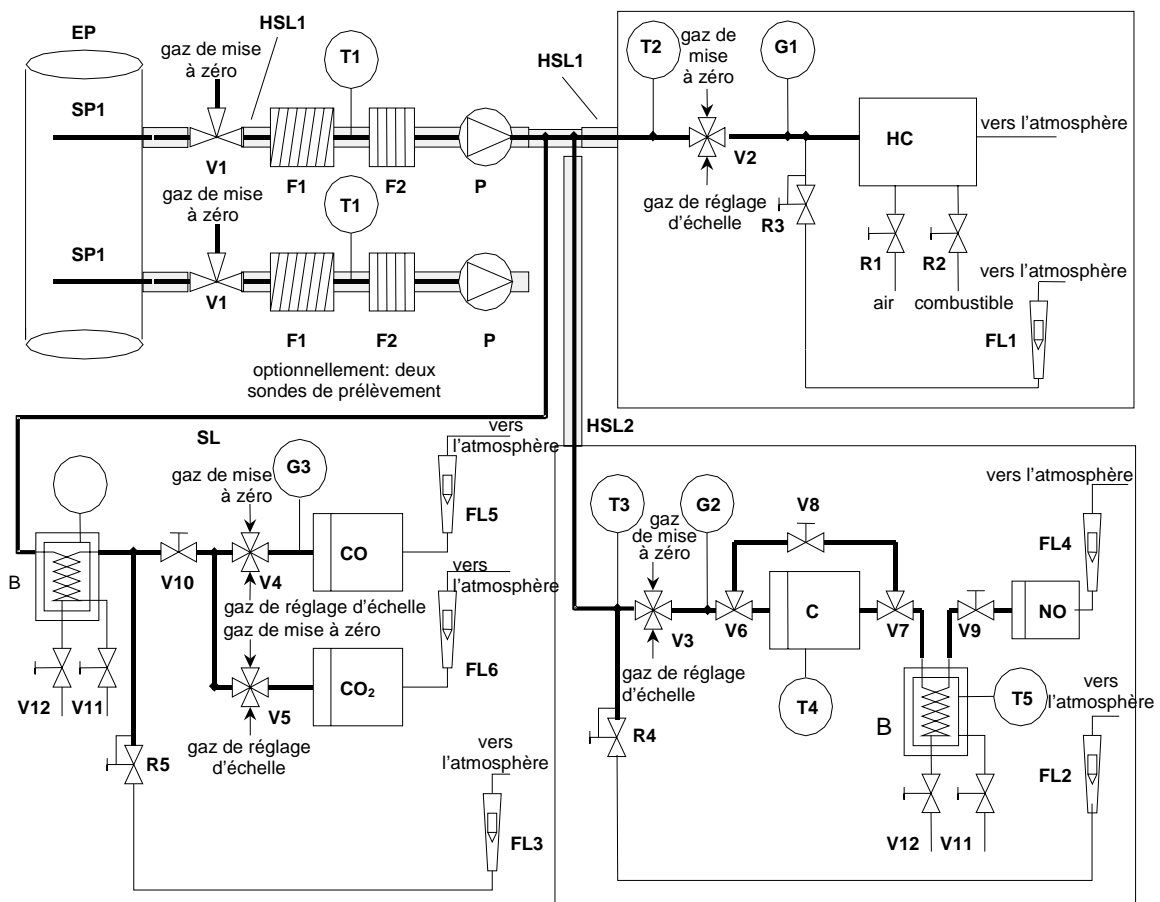 EP
HSL1
gaz de mise
à zéro
T1
SP1
V1
F1
F2
P
gaz de mise
à zéro
T1
SP1
V1
F1
F2
P
optionnellement: deux
sondes de prélèvement
HSL1
T2
gaz de
mise
à zéro
G1
V2
HC
vers l'atmosphère
gaz de réglage
d'échelle
R3
R1
R2
air
combustible
vers l'atmosphère
FL1
HSL2
SL
vers
l'atmosphère
gaz de mise
à zéro
G3
FL5
B
V10
V4
CO
vers
l'atmosphère
gaz de réglage d'échelle
gaz de mise à zéro
CO₂
FL6
V12
V11
V5
gaz de réglage
d'échelle
R5
vers
l'atmosphère
FL3
T3
gaz
de mise
à zéro
G2
V8
vers l'atmosphère
FL4
V3
V6
C
V7
V9
NO
gaz de réglage
d'échelle
T4
R4
B
T5
vers
l'atmosphère
FL2
V12
V11